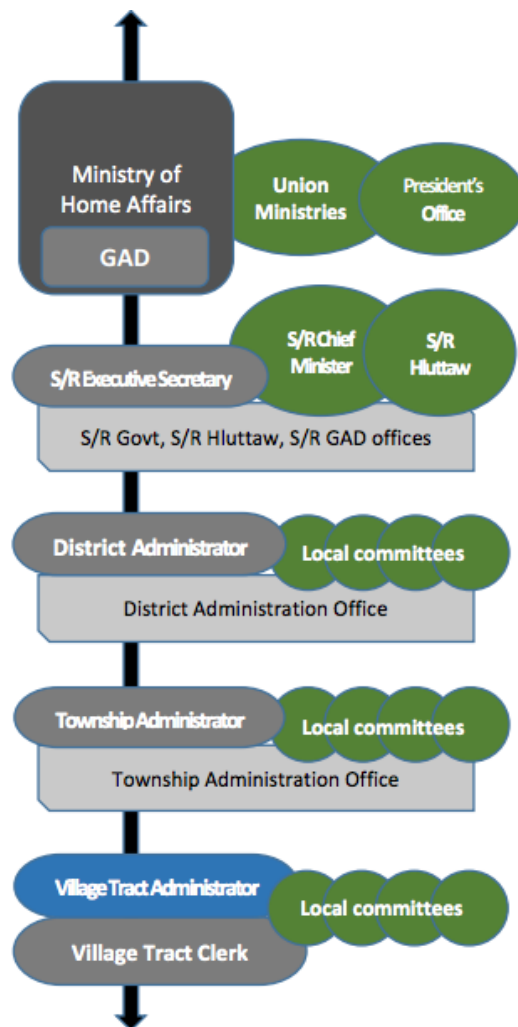 Ministry of
Home Affairs
GAD
Union
Ministries
President's
Office
S/R Chief
Minister
S/R
Hluttaw
S/R Executive Secretary
S/R Govt, S/R Hluttaw, S/R GAD offices
District Administrator
Local committees
District Administration Office
Township Administrator
Local committees
Township Administration Office
Village Tract Administrator
Local committees
Village Tract Clerk